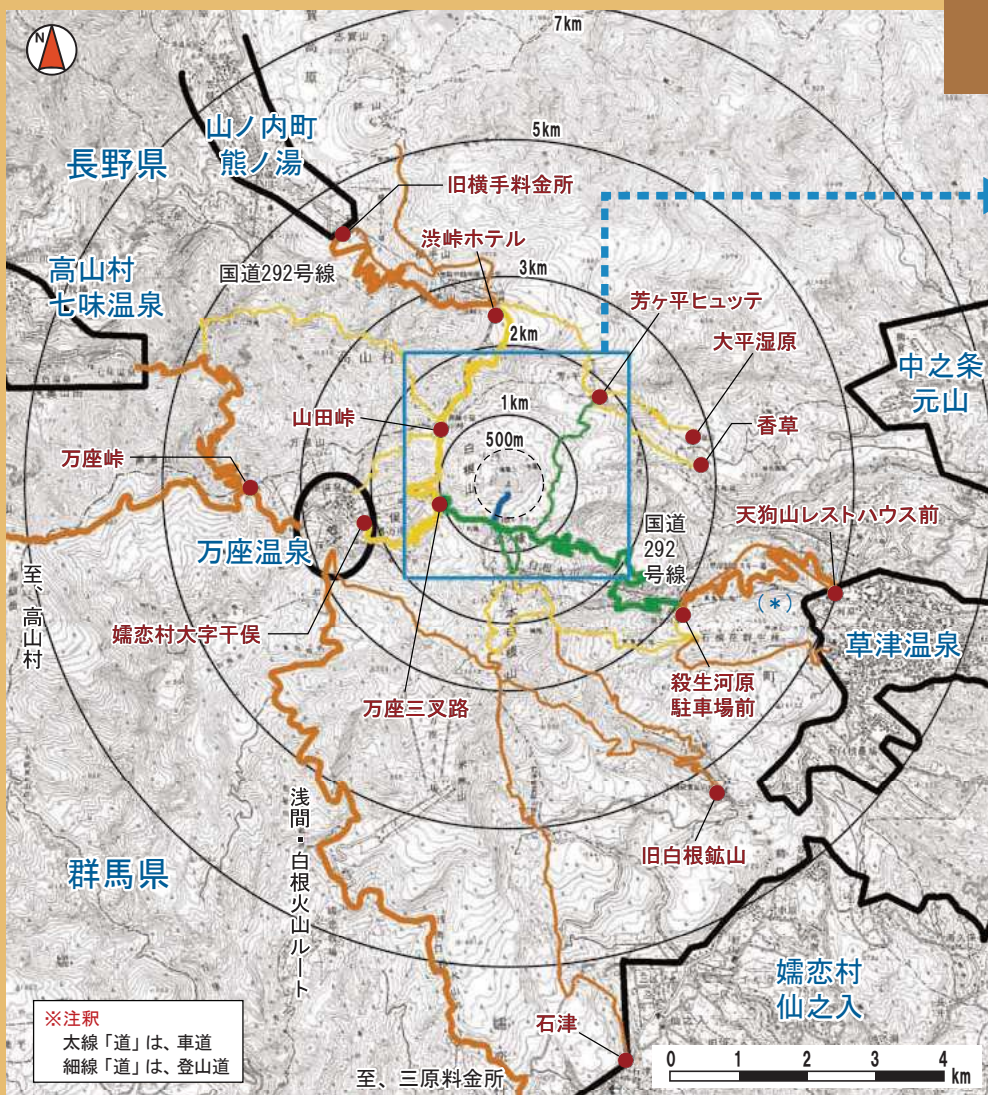 N
7km
5km
3km
2km
1km
500m
山ノ内町
熊ノ湯
長野県
旧横手料金所
渋峠ホテル
国道292号線
高山村
七味温泉
芳ヶ平ヒュッテ
大平湿原
中之条
元山
香草
山田峠
万座峠
万座温泉
天狗山レストハウス前
国道
292
号線
(*)
草津温泉
至、高山村
嬬恋村大字干俣
万座三叉路
殺生河原
駐車場前
旧白根鉱山
浅間・白根火山ルート
群馬県
嬬恋村
仙之入
石津
※注釈
太線「道」は、車道
細線「道」は、登山道
至、三原料金所
0 1 2 3 4
km